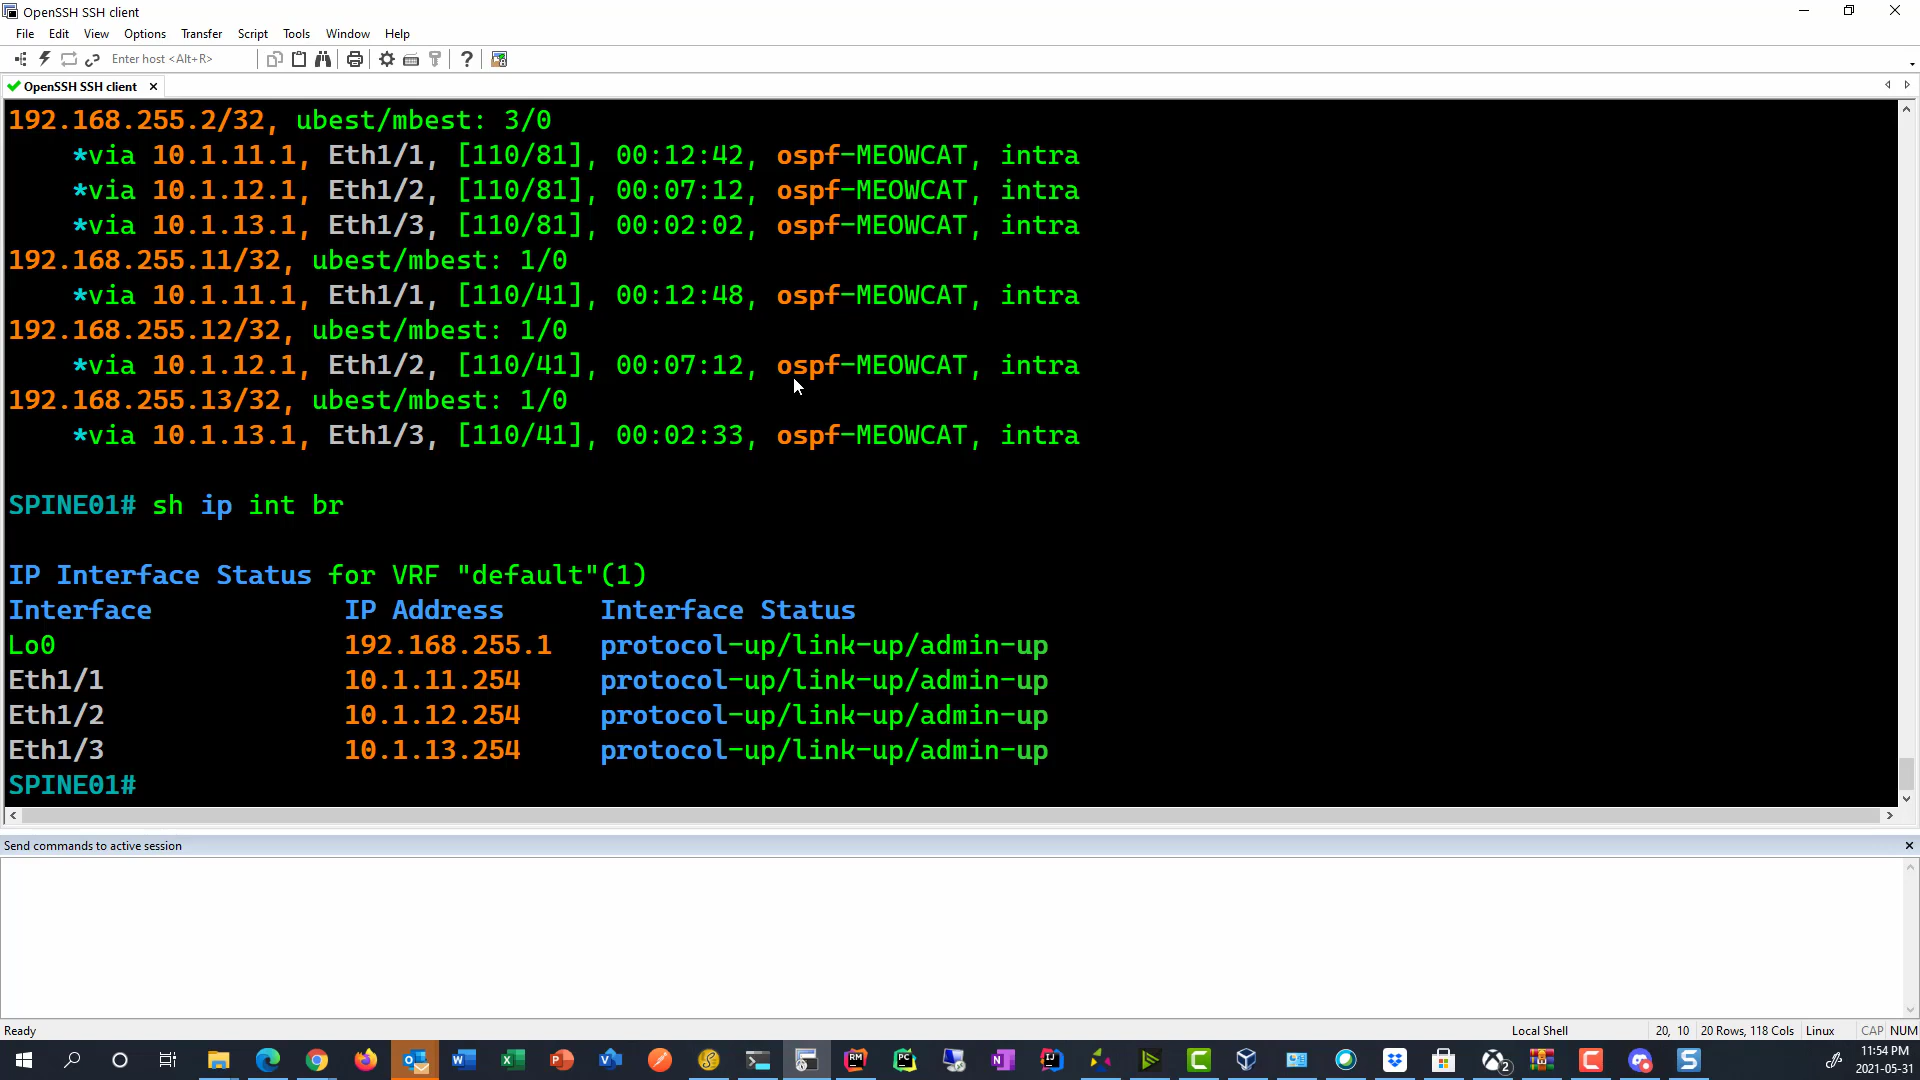 OpenSSH SSH client
File Edit View Options Transfer Script Tools Window Help
Enter host <Alt+R>
OpenSSH SSH client
192.168.255.2/32, ubest/mbest: 3/0
*via 10.1.11.1, Eth1/1, [110/81], 00:12:42, ospf-MEOWCAT, intra
*via 10.1.12.1, Eth1/2, [110/81], 00:07:12, ospf-MEOWCAT, intra
*via 10.1.13.1, Eth1/3, [110/81], 00:02:02, ospf-MEOWCAT, intra
192.168.255.11/32, ubest/mbest: 1/0
*via 10.1.11.1, Eth1/1, [110/41], 00:12:48, ospf-MEOWCAT, intra
192.168.255.12/32, ubest/mbest: 1/0
*via 10.1.12.1, Eth1/2, [110/41], 00:07:12, ospf-MEOWCAT, intra
192.168.255.13/32, ubest/mbest: 1/0
*via 10.1.13.1, Eth1/3, [110/41], 00:02:33, ospf-MEOWCAT, intra
SPINE01# sh ip int br
IP Interface Status for VRF "default"(1)
Interface IP Address Interface Status
Lo0 192.168.255.1 protocol-up/link-up/admin-up
Eth1/1 10.1.11.254 protocol-up/link-up/admin-up
Eth1/2 10.1.12.254 protocol-up/link-up/admin-up
Eth1/3 10.1.13.254 protocol-up/link-up/admin-up
SPINE01#
Send commands to active session
Ready Local Shell 20, 10 20 Rows, 118 Cols Linux CAP NUM
11:54 PM
2021-05-31